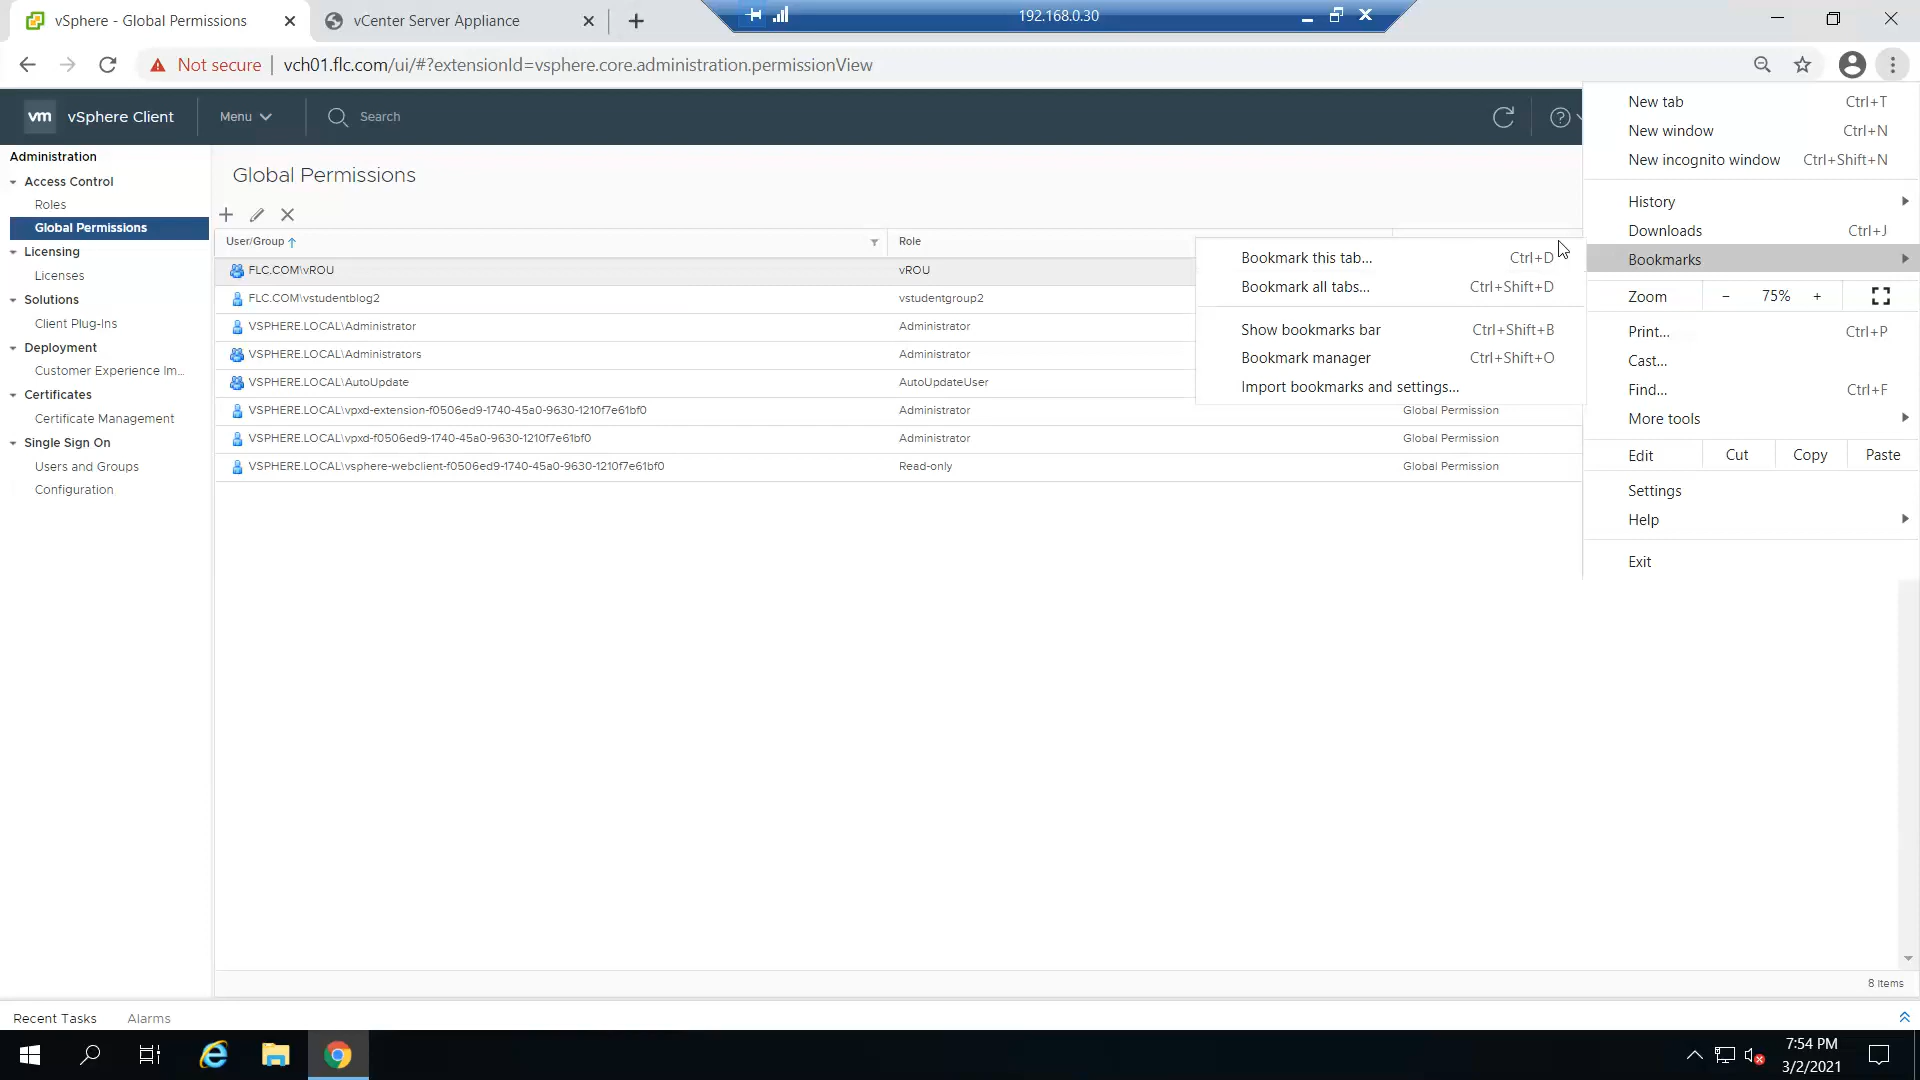 vSphere - Global Permissions
vCenter Server Appliance
192.168.0.30
Not secure
vch01.flc.com/ui/#?extensionId=vsphere.core.administration.permissionView
vm vSphere Client Menu Search
Administration
Access Control
Roles
Global Permissions
Licensing
Licenses
Solutions
Client Plug-Ins
Deployment
Customer Experience Im...
Certificates
Certificate Management
Single Sign On
Users and Groups
Configuration
Global Permissions
User/Group Role
FLC.COM\vROU vROU
FLC.COM\vstudentblog2 vstudentgroup2
VSPHERE.LOCAL\Administrator Administrator
VSPHERE.LOCAL\Administrators Administrator
VSPHERE.LOCAL\AutoUpdate AutoUpdateUser
VSPHERE.LOCAL\vpxd-extension-f0506ed9-1740-45a0-9630-1210f7e61bf0 Administrator Global Permission
VSPHERE.LOCAL\vpxd-f0506ed9-1740-45a0-9630-1210f7e61bf0 Administrator Global Permission
VSPHERE.LOCAL\vsphere-webclient-f0506ed9-1740-45a0-9630-1210f7e61bf0 Read-only Global Permission
8 items
Bookmark this tab... Ctrl+D
Bookmark all tabs... Ctrl+Shift+D
Show bookmarks bar Ctrl+Shift+B
Bookmark manager Ctrl+Shift+O
Import bookmarks and settings...
New tab Ctrl+T
New window Ctrl+N
New incognito window Ctrl+Shift+N
History
Downloads Ctrl+J
Bookmarks
Zoom - 75% +
Print... Ctrl+P
Cast...
Find... Ctrl+F
More tools
Edit Cut Copy Paste
Settings
Help
Exit
Recent Tasks Alarms
7:54 PM
3/2/2021